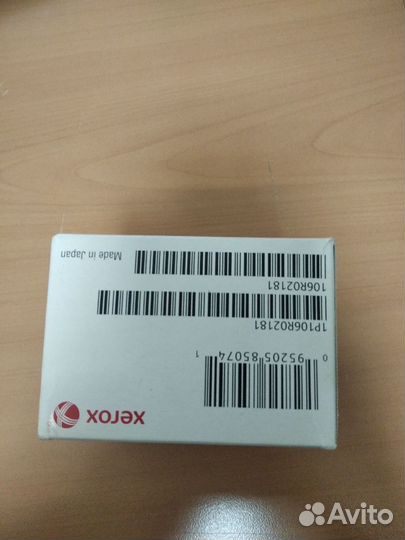 xerox
0 95205 85074 1
1P106R02181
106R02181
Made in Japan
Avito